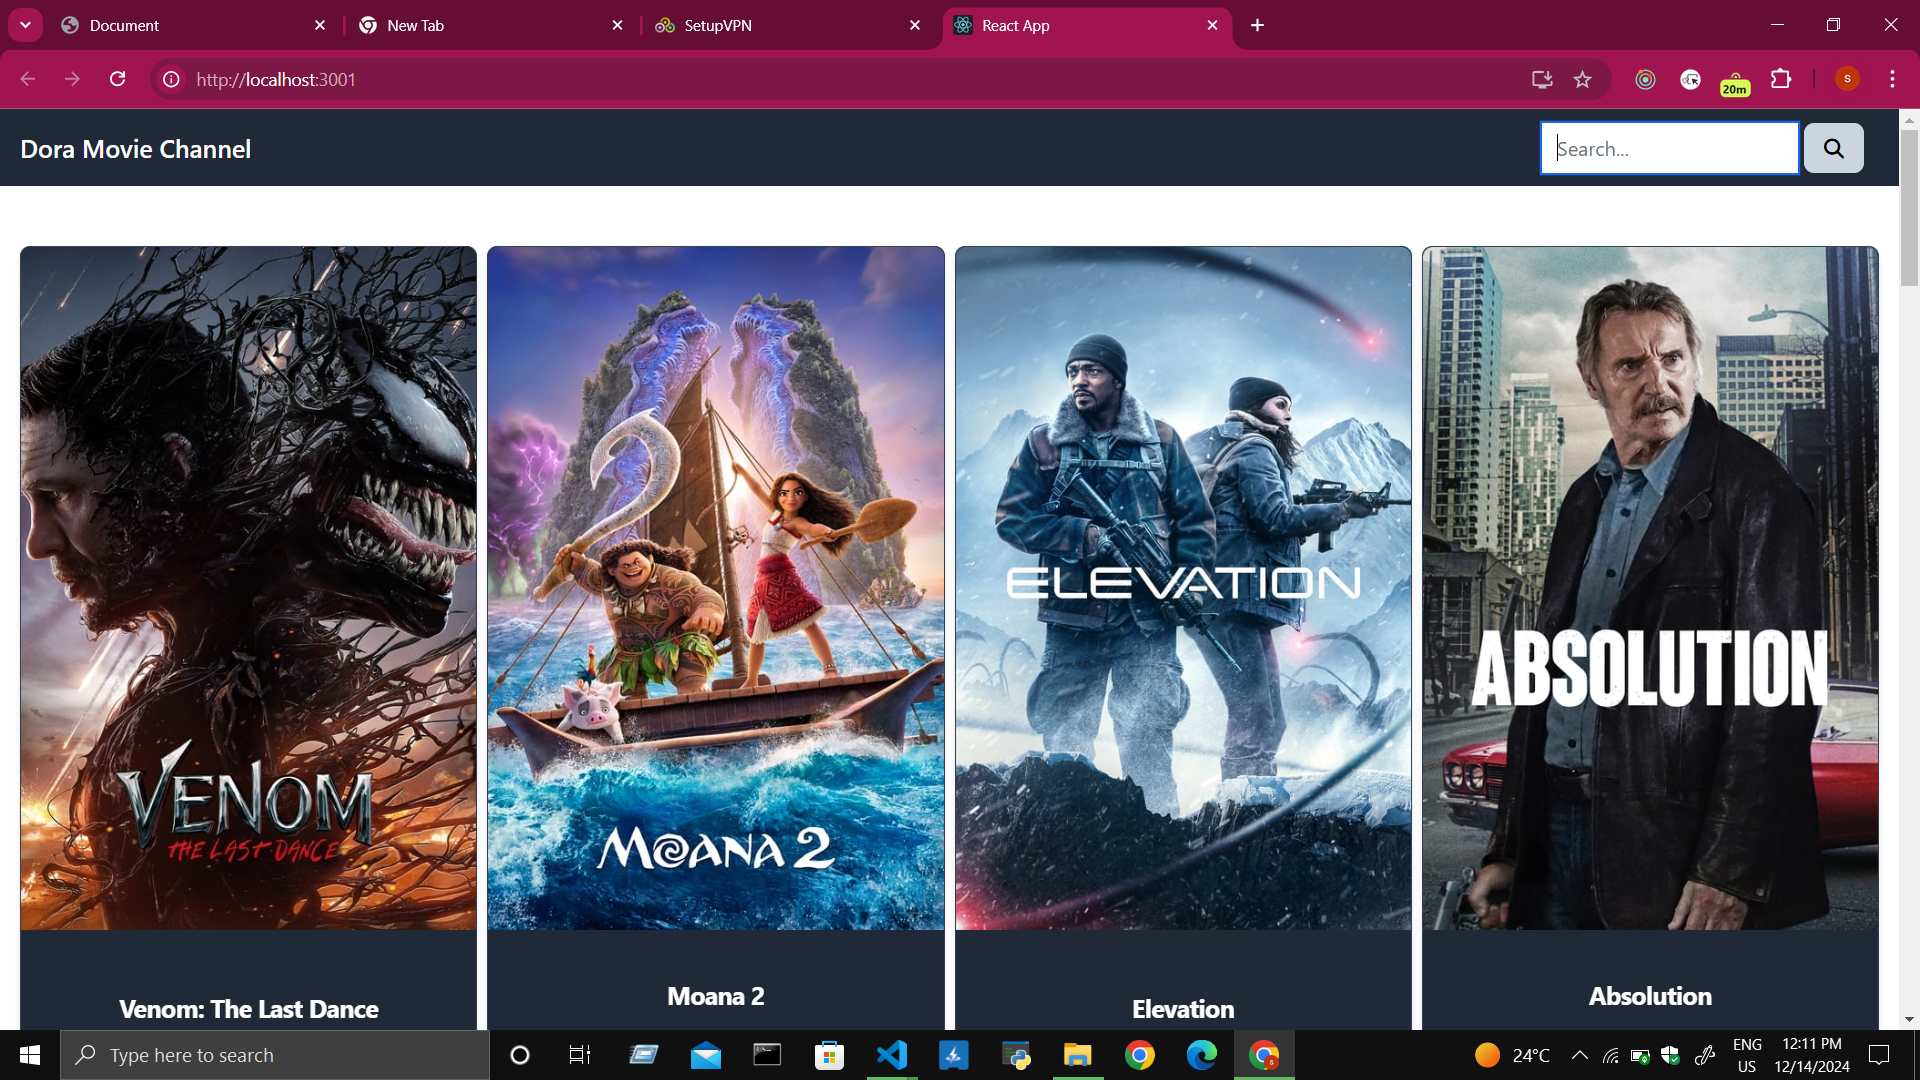 Document
New Tab
SetupVPN
React App
http://localhost:3001
20m
S
Dora Movie Channel
Search...
VENOM
THE LAST DANCE
MOANA 2
ELEVATION
ABSOLUTION
Venom: The Last Dance
Moana 2
Elevation
Absolution
Type here to search
24°C
ENG
US
12:11 PM
12/14/2024